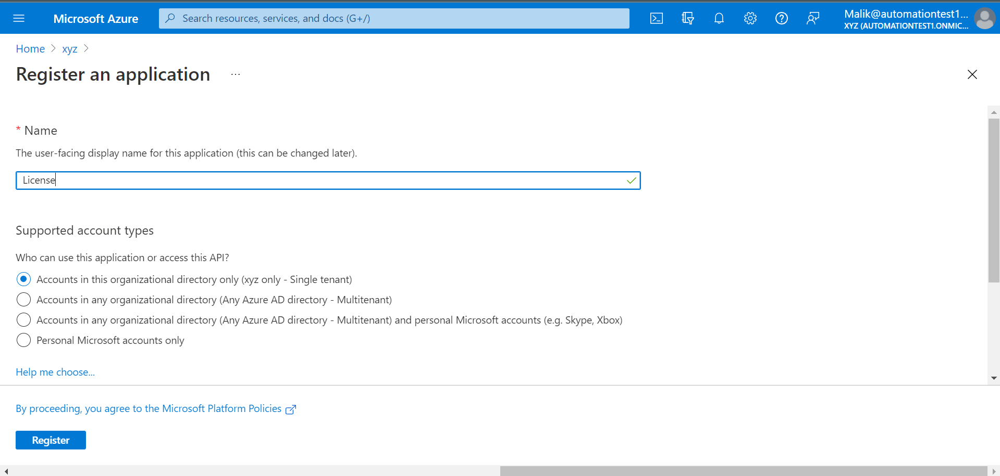 Microsoft Azure
Search resources, services, and docs (G+/)
Malik@automationtest1...
XYZ (AUTOMATIONTEST1.ONMIC...
Home > xyz >
Register an application ...
* Name
The user-facing display name for this application (this can be changed later).
License
Supported account types
Who can use this application or access this API?
Accounts in this organizational directory only (xyz only - Single tenant)
Accounts in any organizational directory (Any Azure AD directory - Multitenant)
Accounts in any organizational directory (Any Azure AD directory - Multitenant) and personal Microsoft accounts (e.g. Skype, Xbox)
Personal Microsoft accounts only
Help me choose...
By proceeding, you agree to the Microsoft Platform Policies
Register